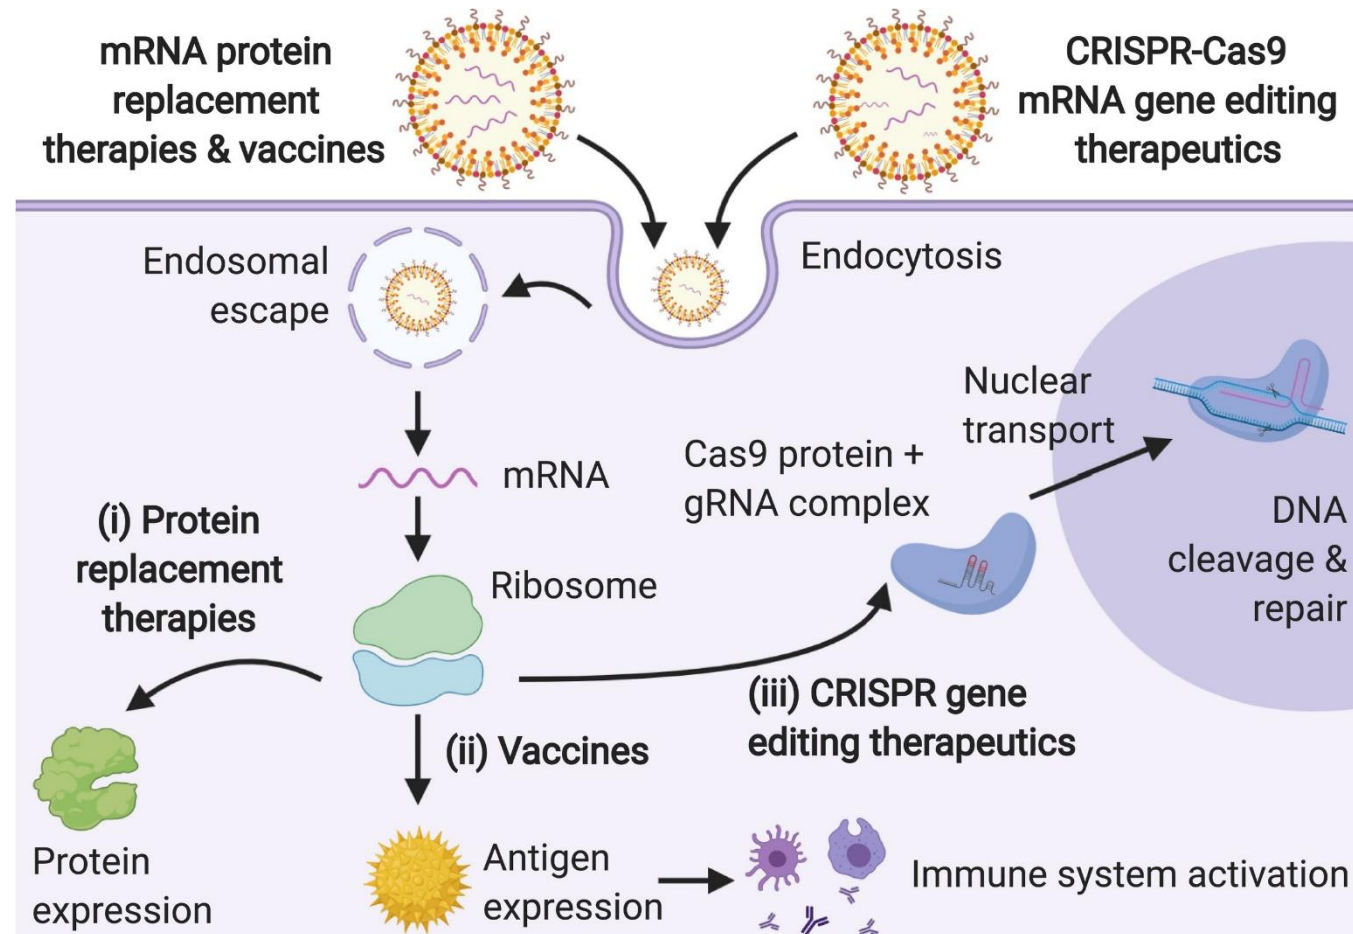 mRNA protein
replacement
therapies & vaccines
CRISPR-Cas9
mRNA gene editing
therapeutics
Endosomal
escape
Endocytosis
Nuclear
transport
mRNA
Cas9 protein +
gRNA complex
(i) Protein
replacement
therapies
DNA
cleavage &
repair
Ribosome
(iii) CRISPR gene
editing therapeutics
(ii) Vaccines
Protein
expression
Antigen
expression
Immune system activation